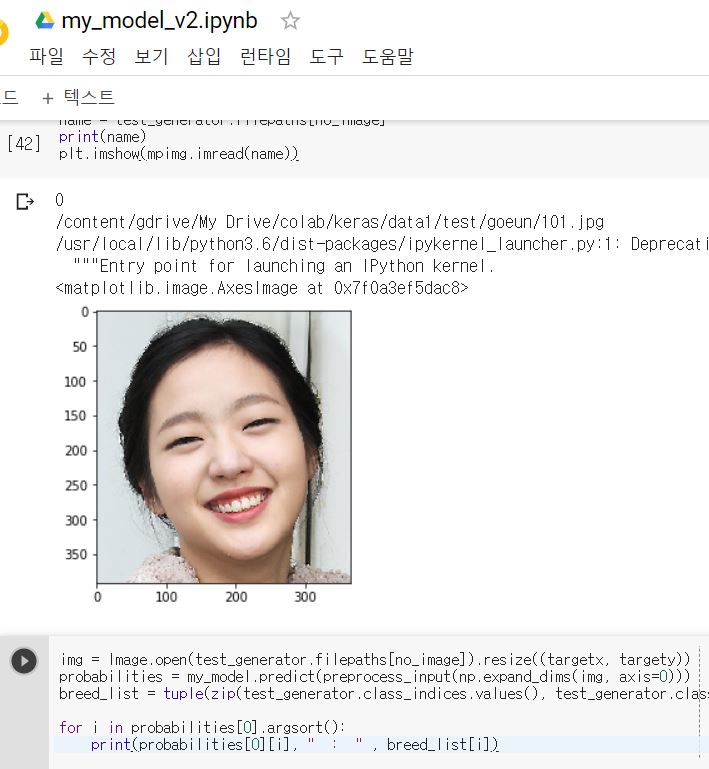 my_model_v2.ipynb
파일 수정 보기 삽입 런타임 도구 도움말
드 + 텍스트
name = test_generator.filepaths[no_image]
[42] print(name)
plt.imshow(mpimg.imread(name))
0
/content/gdrive/My Drive/colab/keras/data1/test/goeun/101.jpg
/usr/local/lib/python3.6/dist-packages/ipykernel_launcher.py:1: Deprecati
"""Entry point for launching an IPython kernel.
<matplotlib.image.AxesImage at 0x7f0a3ef5dac8>
0
50
100
150
200
250
300
350
0 100 200 300
img = Image.open(test_generator.filepaths[no_image]).resize((targetx, targety))
probabilities = my_model.predict(preprocess_input(np.expand_dims(img, axis=0)))
breed_list = tuple(zip(test_generator.class_indices.values(), test_generator.clas
for i in probabilities[0].argsort():
print(probabilities[0][i], " : " , breed_list[i])